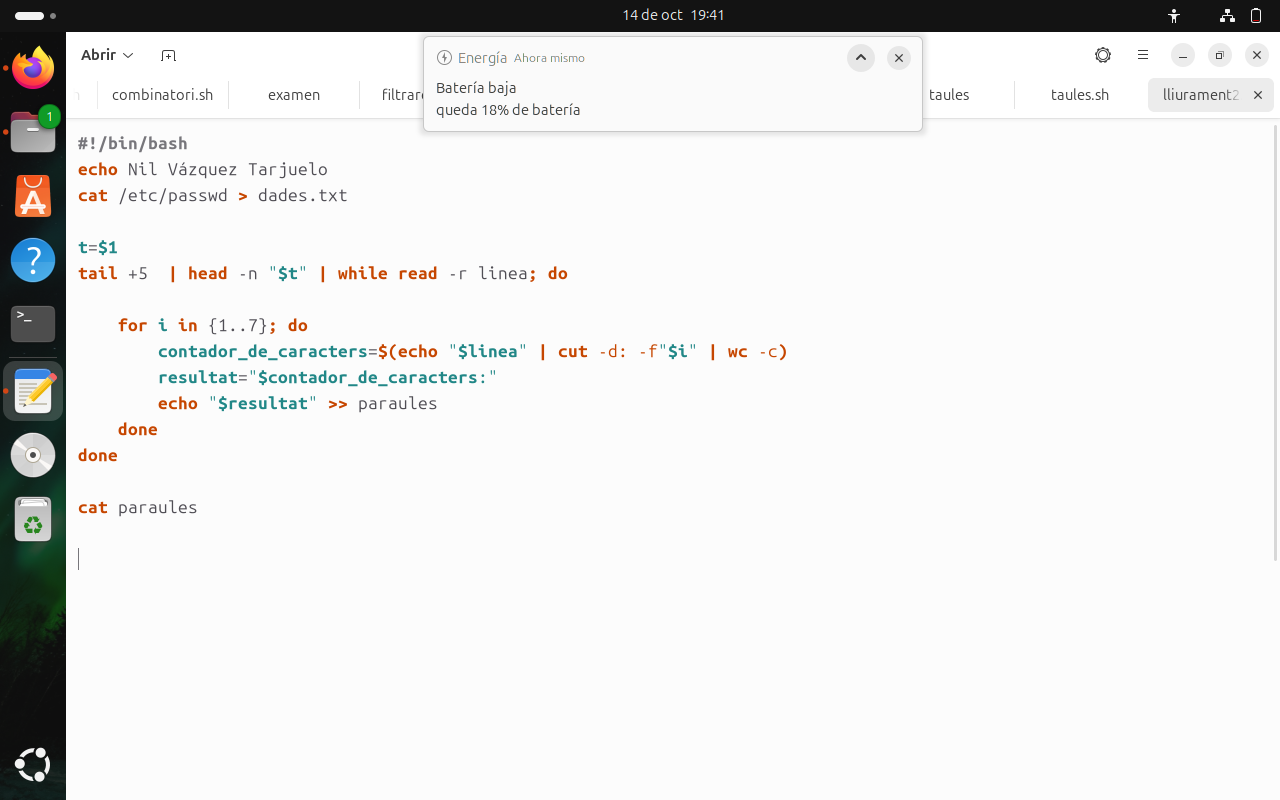 14 de oct 19:41
Abrir
Energía Ahora mismo
Batería baja
queda 18% de batería
1
combinatori.sh
examen
filtrar
taules
taules.sh
lliurament2
#!/bin/bash
echo Nil Vázquez Tarjuelo
cat /etc/passwd > dades.txt
t=$1
tail +5  | head -n "$t" | while read -r linea; do
    for i in {1..7}; do
        contador_de_caracters=$(echo "$linea" | cut -d: -f"$i" | wc -c)
        resultat="$contador_de_caracters:"
        echo "$resultat" >> paraules
    done
done
cat paraules